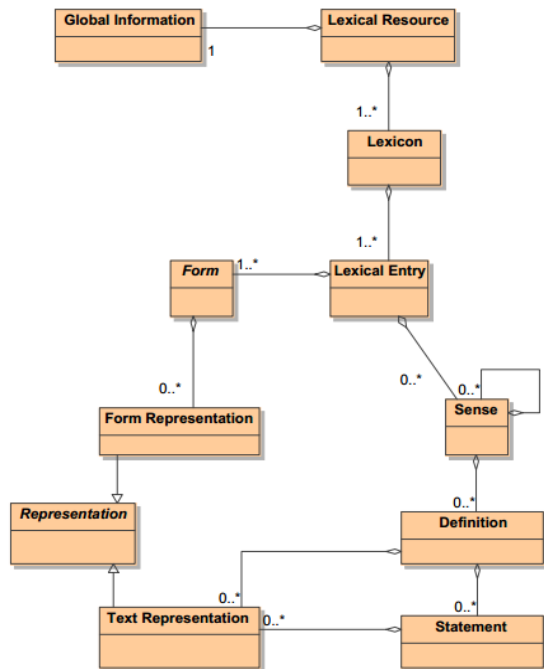 Global Information
Lexical Resource
1
1..*
Lexicon
1..*
Form
1..*
Lexical Entry
0..*
0..*
0..*
Form Representation
Sense
Representation
0..*
Definition
0..*
0..*
Text Representation
0..*
Statement